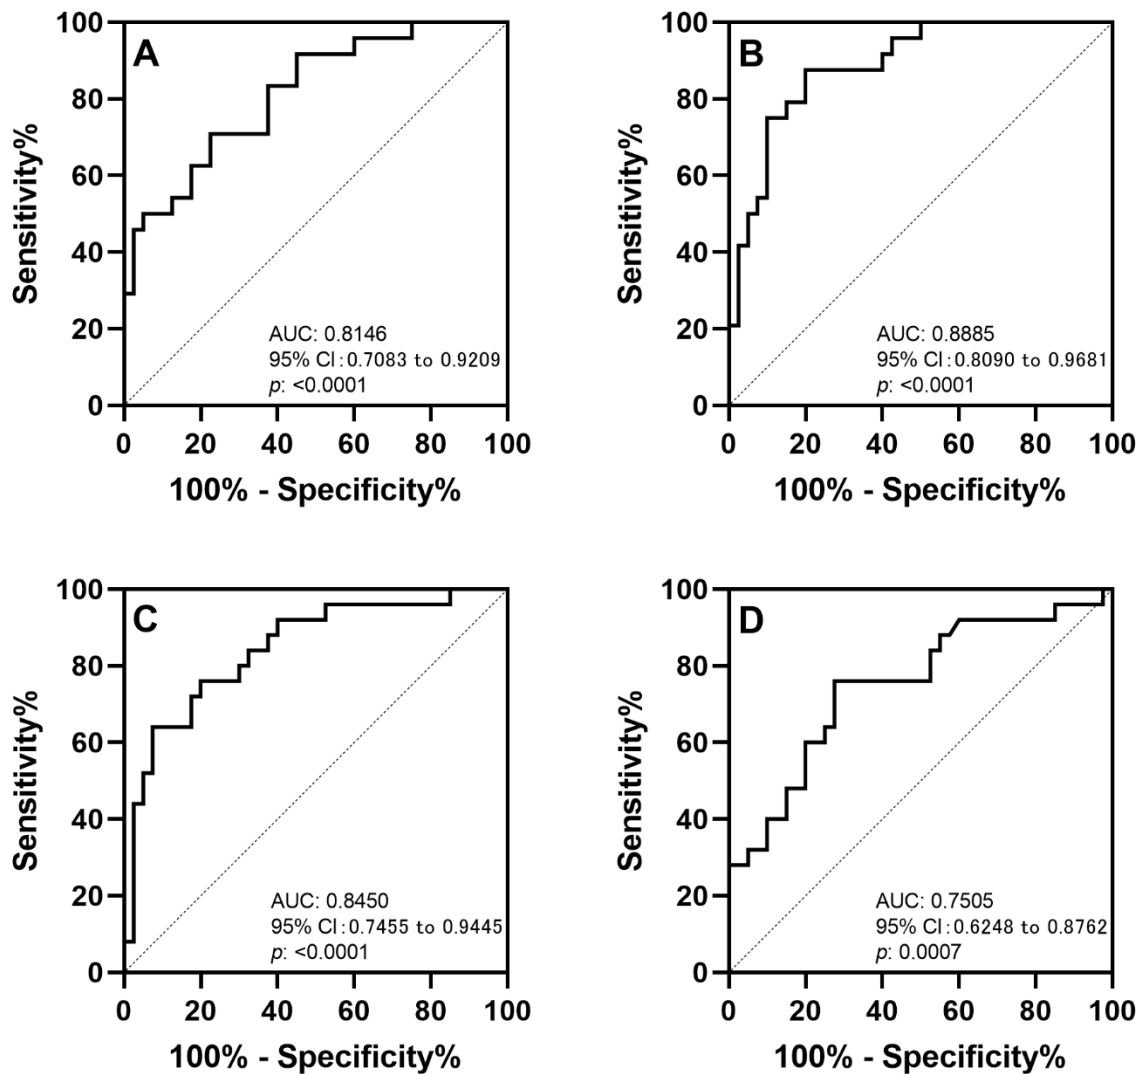 A
Sensitivity%
100
80
60
40
20
0
AUC: 0.8146
95% CI:0.7083 to 0.9209
p: <0.0001
0 20 40 60 80 100
100% - Specificity%
B
Sensitivity%
100
80
60
40
20
0
AUC: 0.8885
95% CI:0.8090 to 0.9681
p: <0.0001
0 20 40 60 80 100
100% - Specificity%
C
Sensitivity%
100
80
60
40
20
0
AUC: 0.8450
95% CI:0.7455 to 0.9445
p: <0.0001
0 20 40 60 80 100
100% - Specificity%
D
Sensitivity%
100
80
60
40
20
0
AUC: 0.7505
95% CI:0.6248 to 0.8762
p: 0.0007
0 20 40 60 80 100
100% - Specificity%